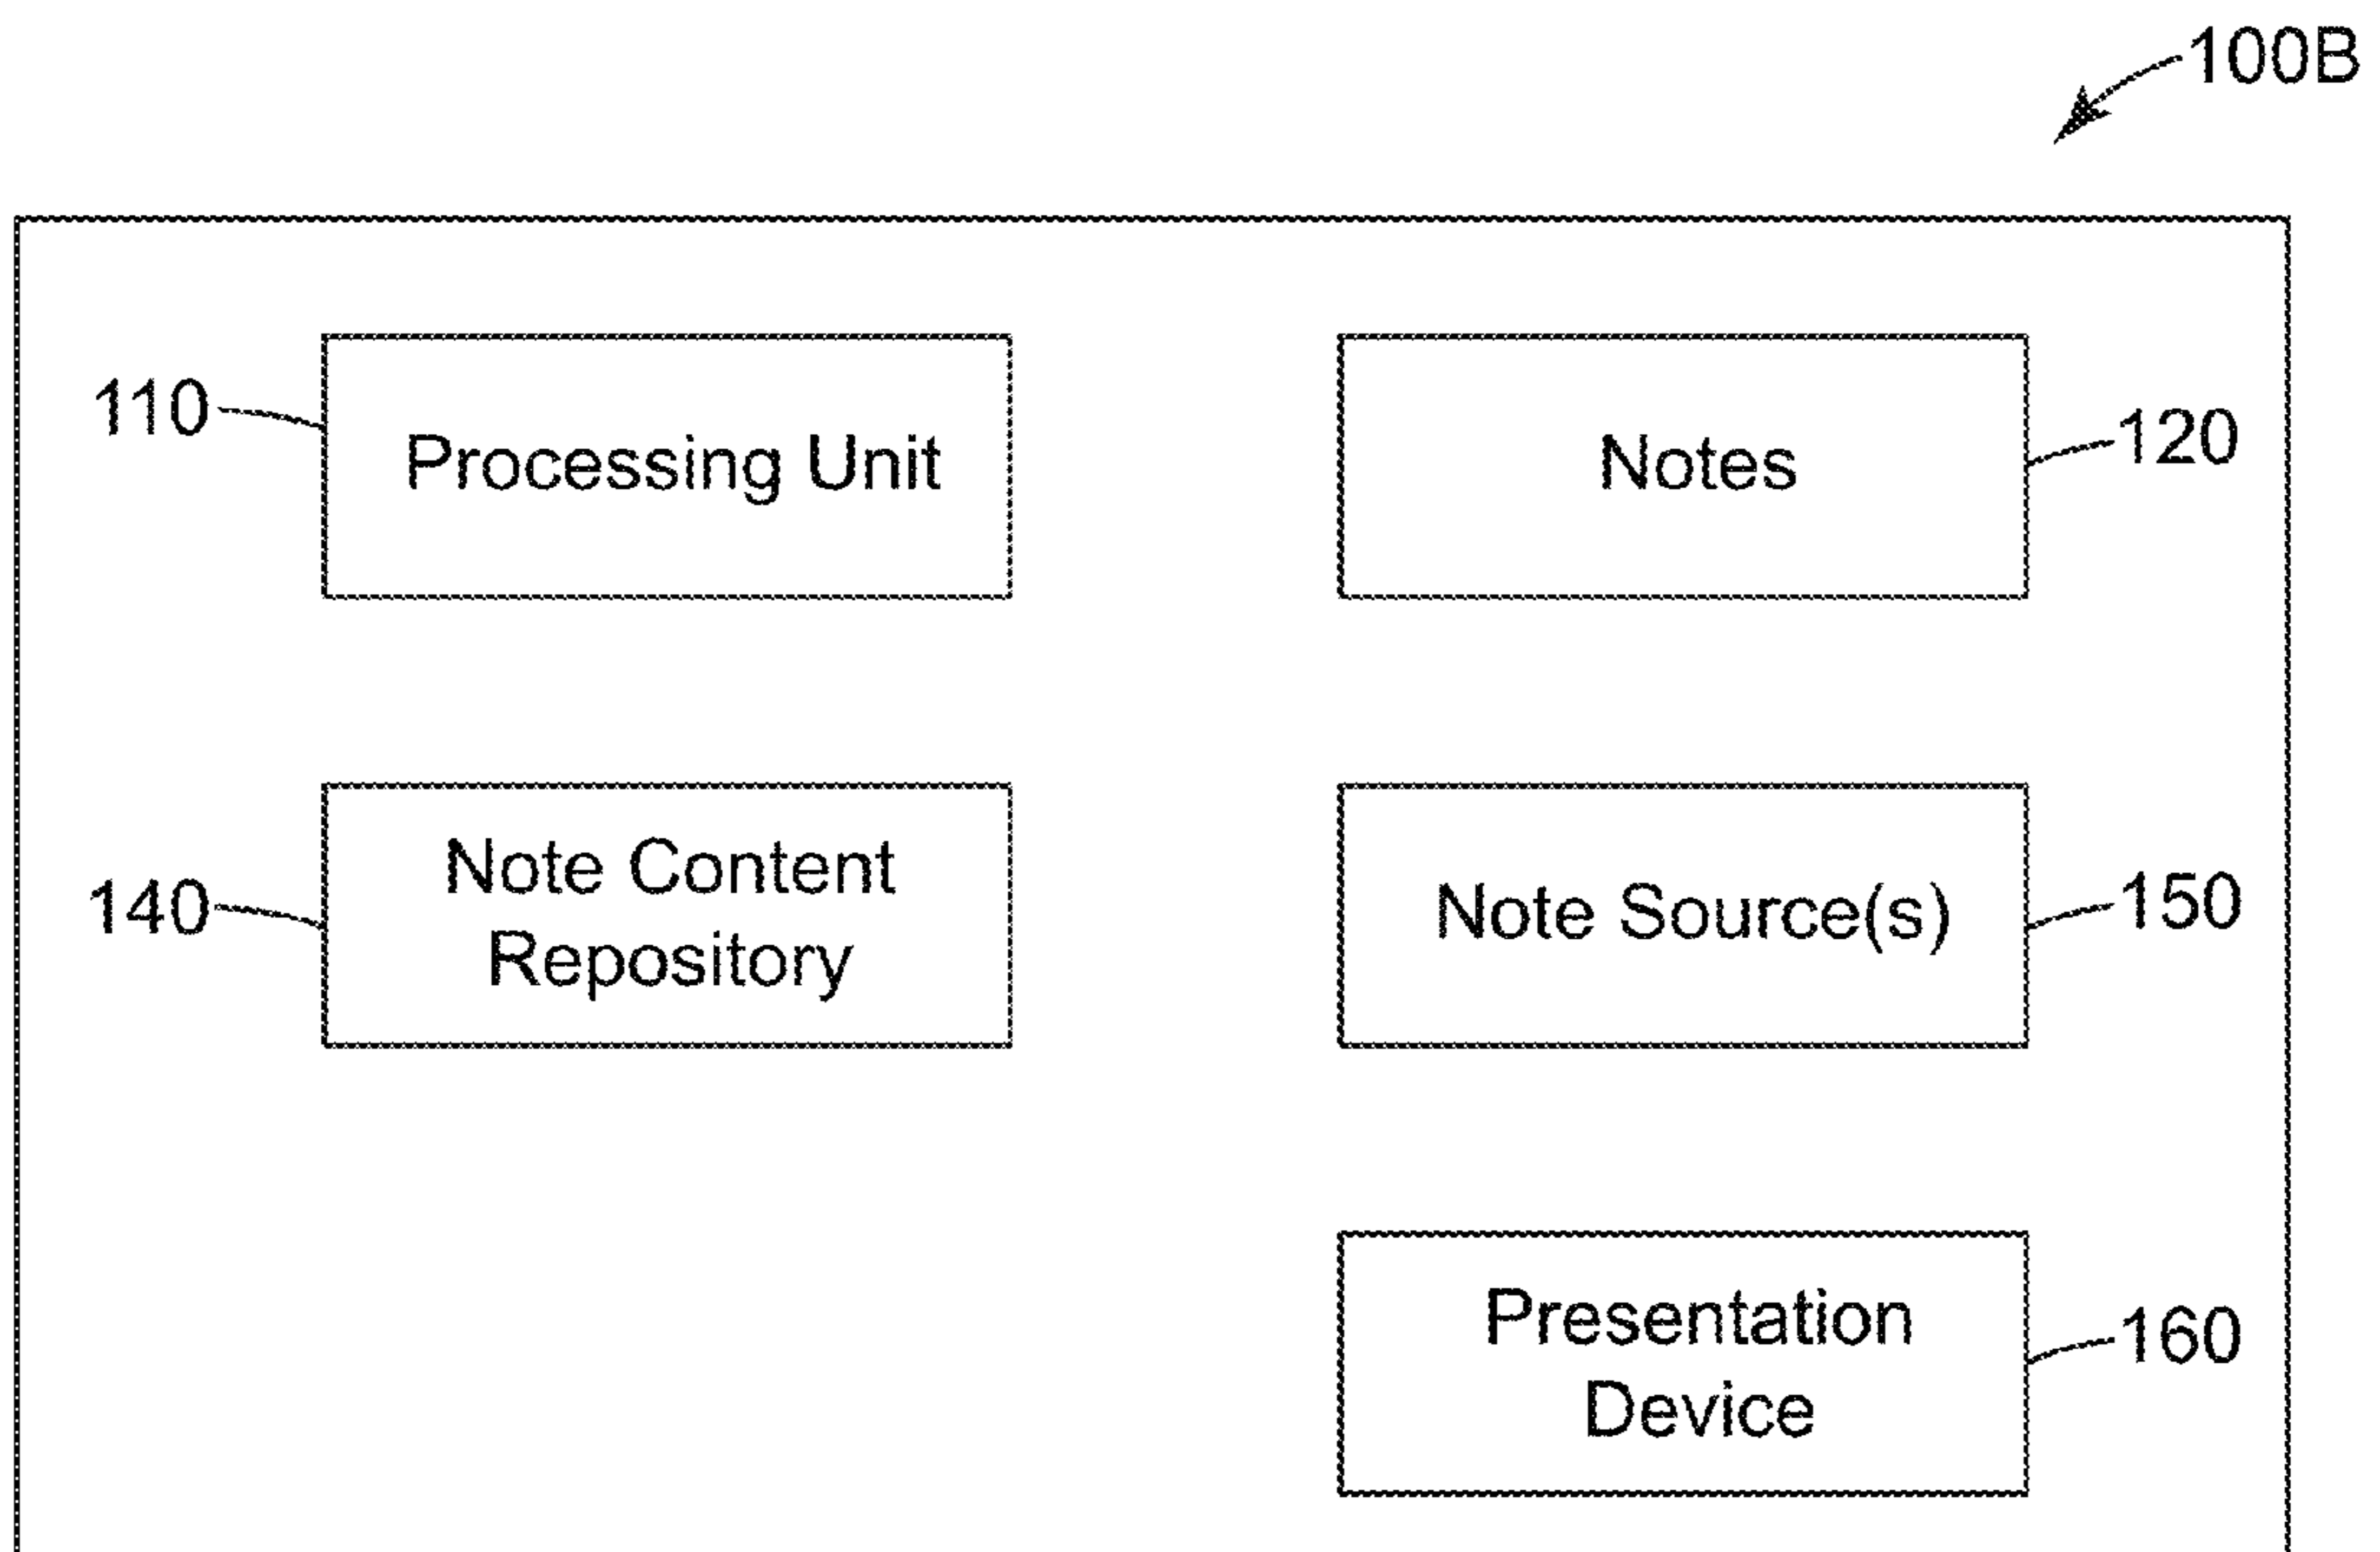 100B
110
Processing Unit
Notes
120
140
Note Content
Repository
Note Source(s)
150
Presentation
Device
160